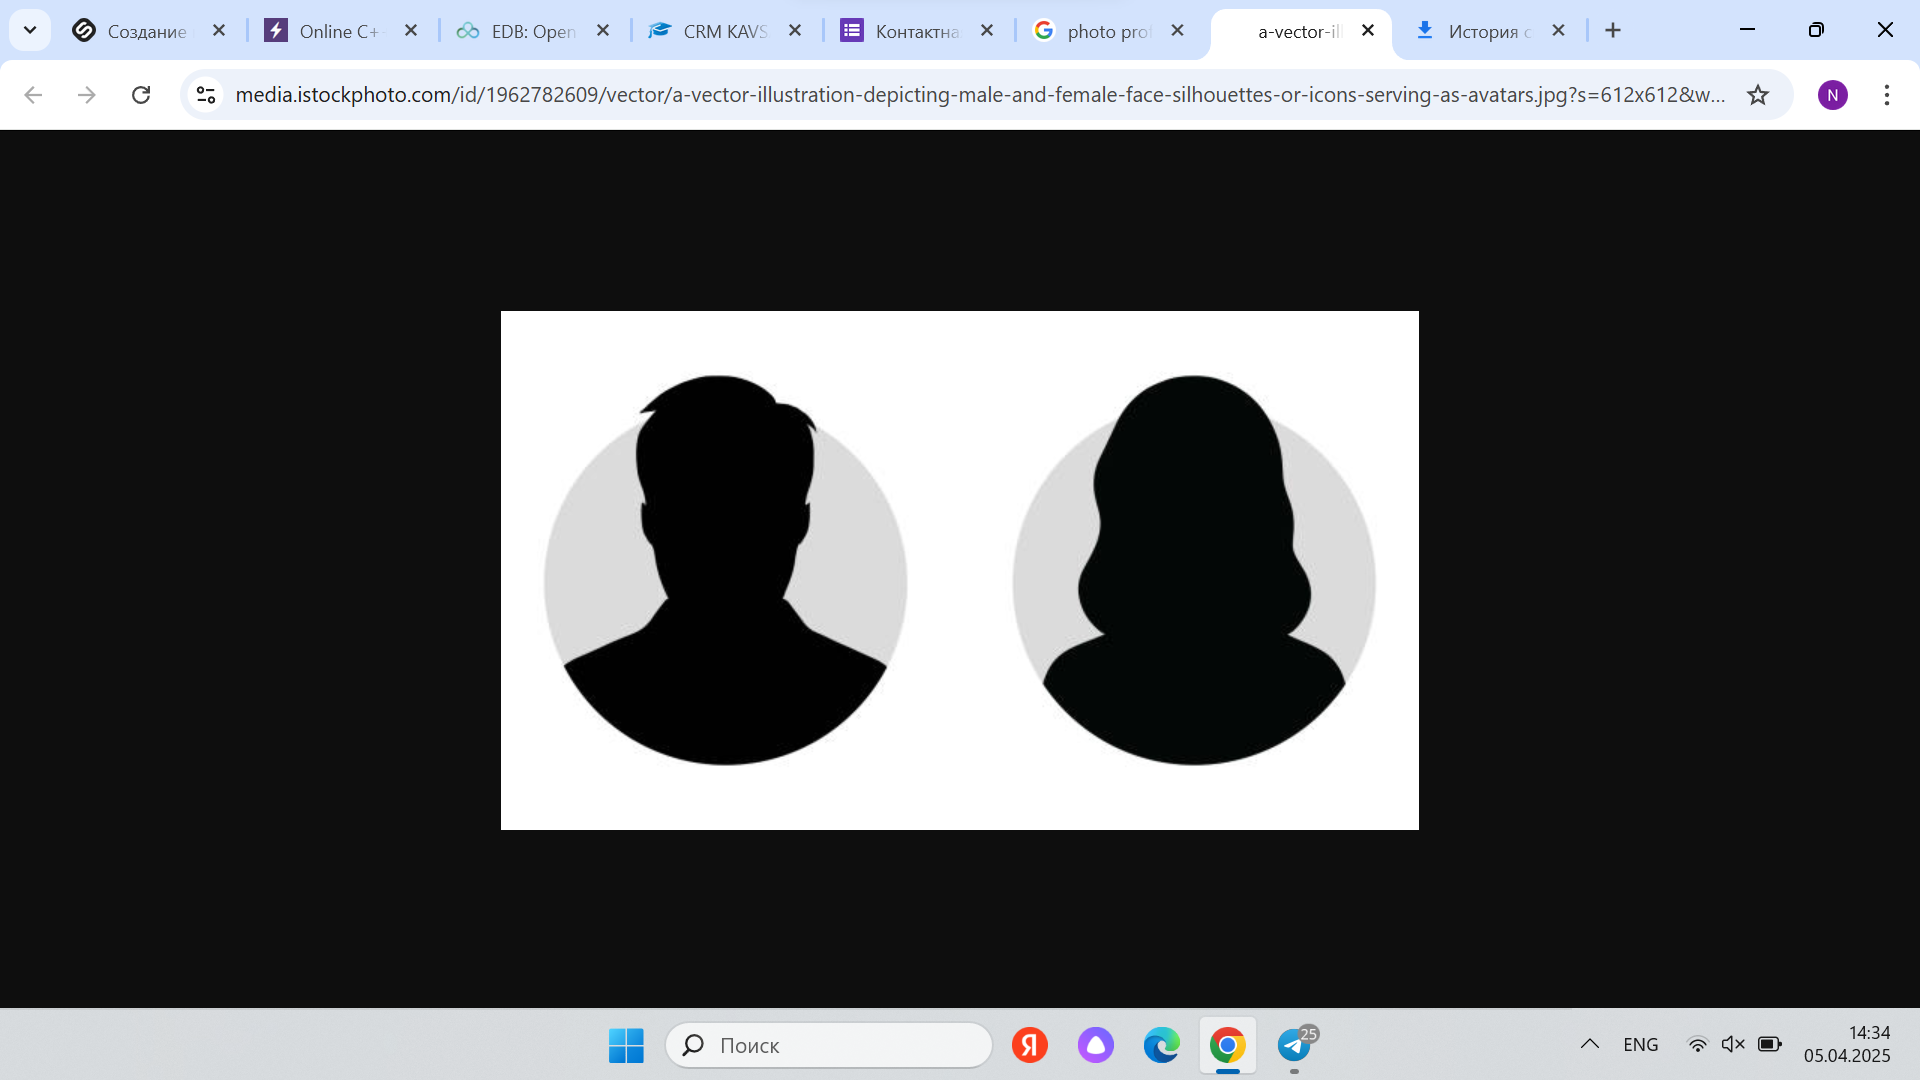 Создание
Online C+
EDB: Open
CRM KAVS
Контактна
photo prof
a-vector-il
История с
media.istockphoto.com/id/1962782609/vector/a-vector-illustration-depicting-male-and-female-face-silhouettes-or-icons-serving-as-avatars.jpg?s=612x612&w...
N
Поиск
Я
25
ENG
14:34
05.04.2025